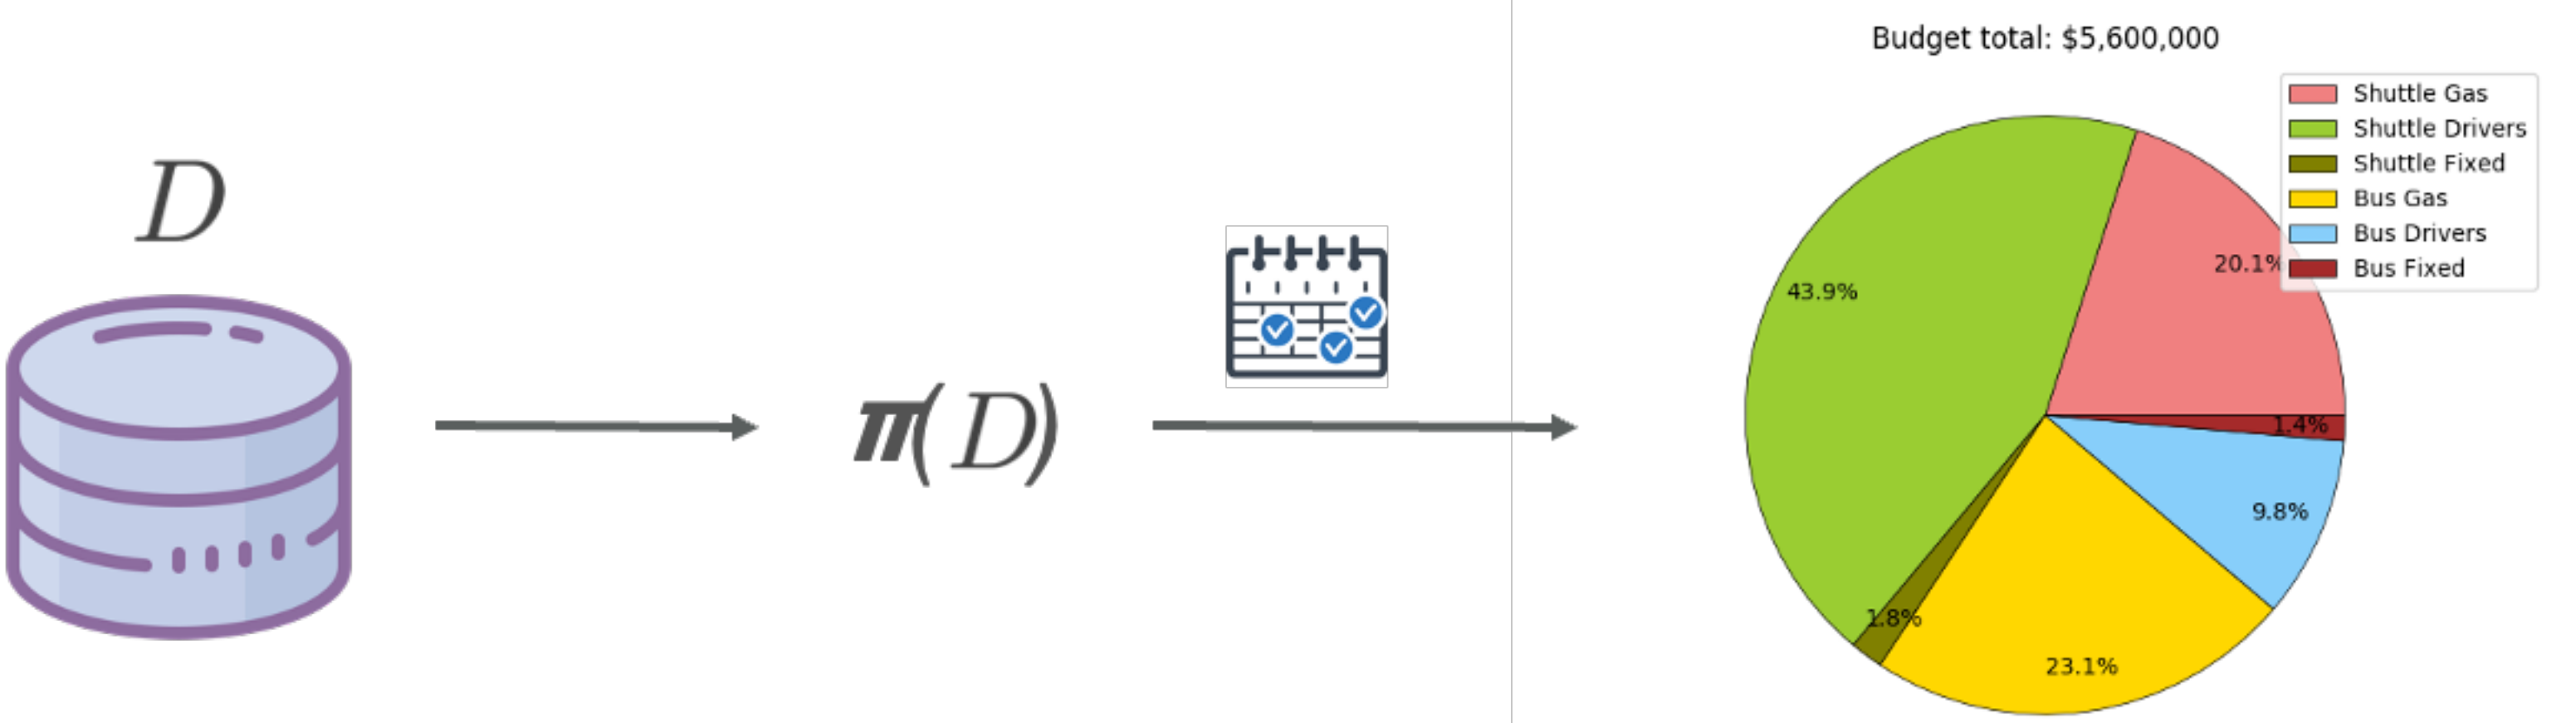 D
π(D)
Budget total: $5,600,000
Shuttle Gas
Shuttle Drivers
Shuttle Fixed
Bus Gas
Bus Drivers
Bus Fixed
20.1%
43.9%
1.4%
9.8%
1.8%
23.1%